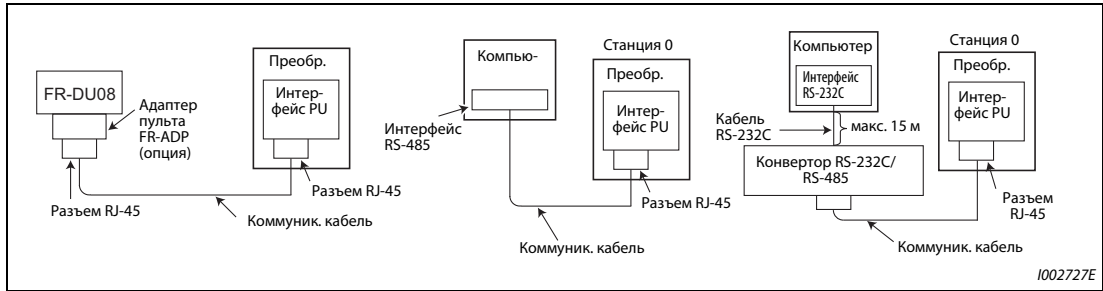 FR-DU08
Адаптер
пульта
FR-ADP
(опция)
Разъем RJ-45
Преобр.
Интер-
фейс PU
Разъем RJ-45
Коммуник. кабель
Компью-
Интерфейс
RS-485
Станция 0
Преобр.
Интер-
фейс PU
Разъем RJ-45
Коммуник. кабель
Компьютер
Интерфейс
RS-232C
Кабель
RS-232C
макс. 15 м
Конвертор RS-232C/
RS-485
Станция 0
Преобр.
Интер-
фейс PU
Разъем
RJ-45
Коммуник. кабель
I002727E